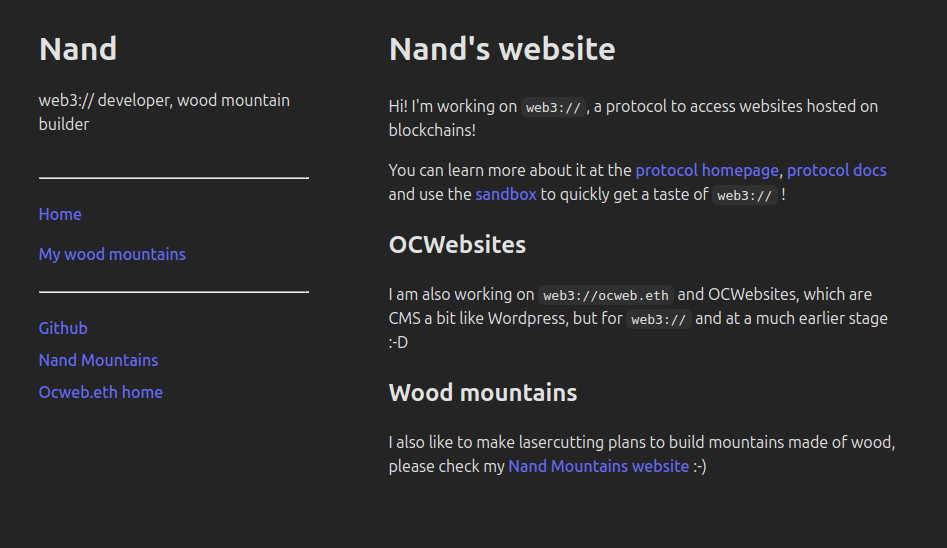 Nand
web3:// developer, wood mountain
builder
Home
My wood mountains
Github
Nand Mountains
Ocweb.eth home
Nand's website
Hi! I'm working on web3://, a protocol to access websites hosted on
blockchains!
You can learn more about it at the protocol homepage, protocol docs
and use the sandbox to quickly get a taste of web3:// !
OCWebsites
I am also working on web3://ocweb.eth and OCWebsites, which are
CMS a bit like Wordpress, but for web3:// and at a much earlier stage
:-D
Wood mountains
I also like to make lasercutting plans to build mountains made of wood,
please check my Nand Mountains website :-)